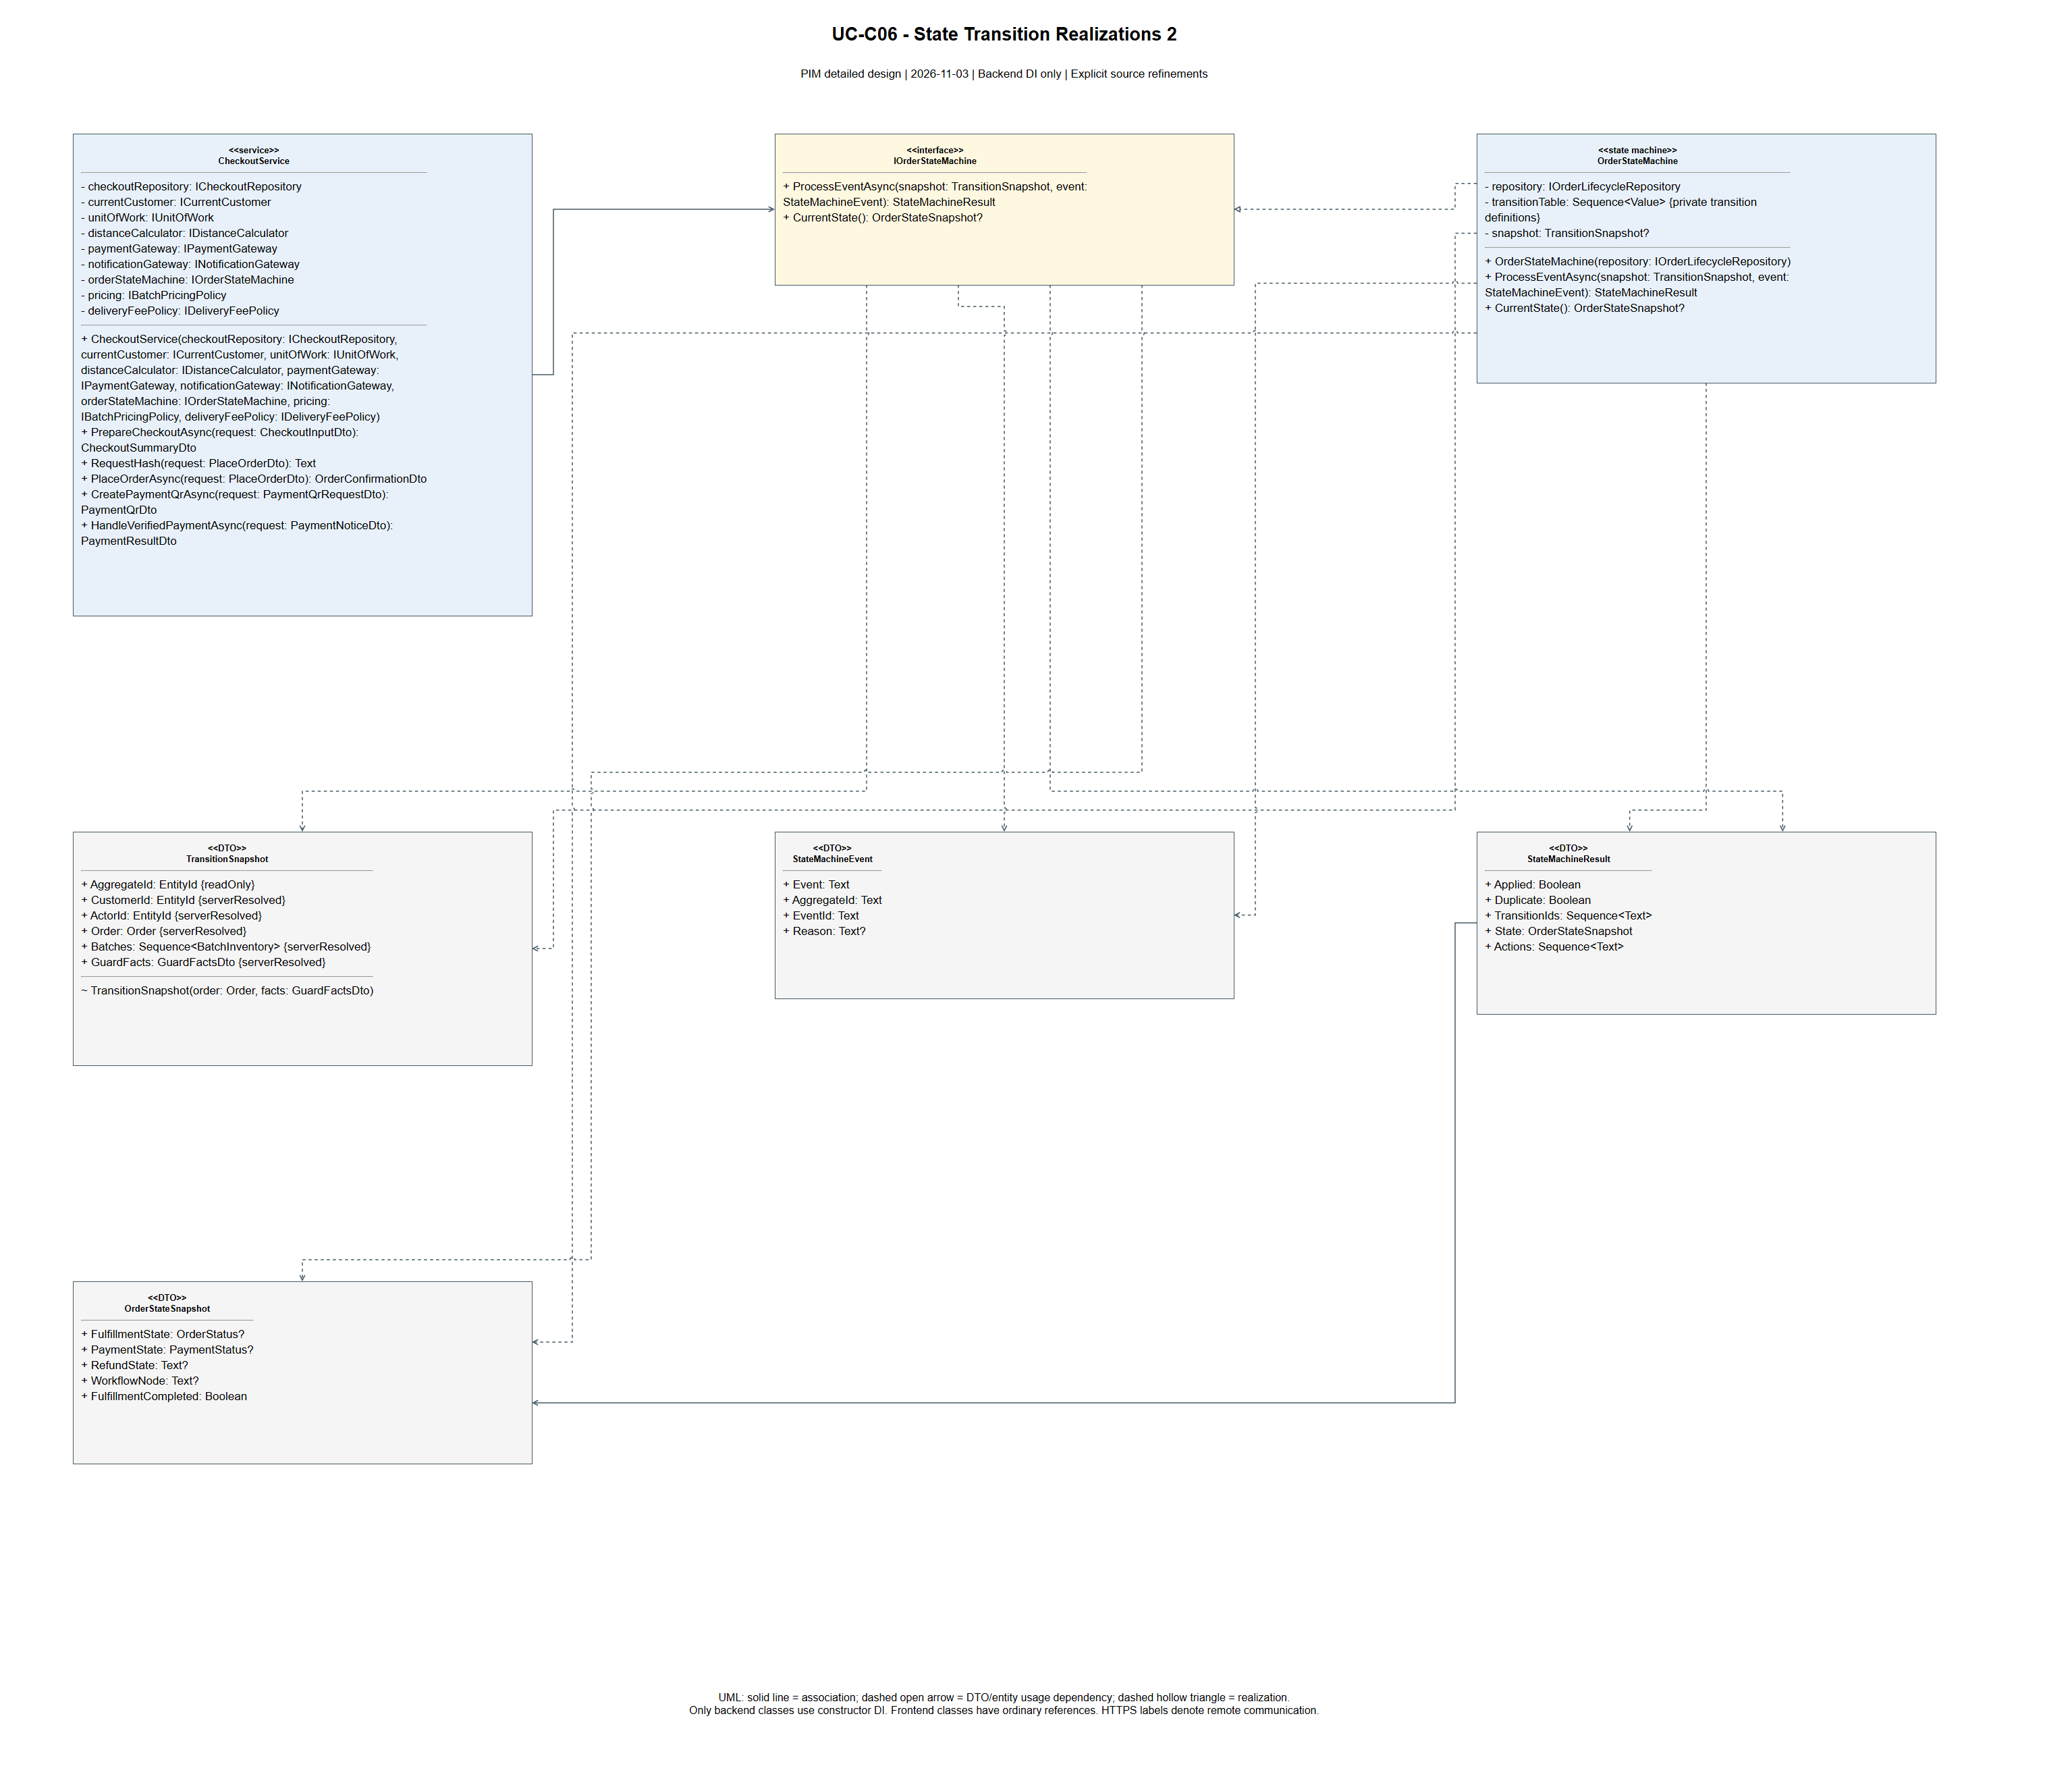 UC-C06 - State Transition Realizations 2
PIM detailed design | 2026-11-03 | Backend DI only | Explicit source refinements
<<service>>
CheckoutService
- checkoutRepository: ICheckoutRepository
- currentCustomer: ICurrentCustomer
- unitOfWork: IUnitOfWork
- distanceCalculator: IDistanceCalculator
- paymentGateway: IPaymentGateway
- notificationGateway: INotificationGateway
- orderStateMachine: IOrderStateMachine
- pricing: IBatchPricingPolicy
- deliveryFeePolicy: IDeliveryFeePolicy
+ CheckoutService(checkoutRepository: ICheckoutRepository,
currentCustomer: ICurrentCustomer, unitOfWork: IUnitOfWork,
distanceCalculator: IDistanceCalculator, paymentGateway:
IPaymentGateway, notificationGateway: INotificationGateway,
orderStateMachine: IOrderStateMachine, pricing:
IBatchPricingPolicy, deliveryFeePolicy: IDeliveryFeePolicy)
+ PrepareCheckoutAsync(request: CheckoutInputDto):
CheckoutSummaryDto
+ RequestHash(request: PlaceOrderDto): Text
+ PlaceOrderAsync(request: PlaceOrderDto): OrderConfirmationDto
+ CreatePaymentQrAsync(request: PaymentQrRequestDto):
PaymentQrDto
+ HandleVerifiedPaymentAsync(request: PaymentNoticeDto):
PaymentResultDto
<<interface>>
IOrderStateMachine
+ ProcessEventAsync(snapshot: TransitionSnapshot, event:
StateMachineEvent): StateMachineResult
+ CurrentState(): OrderStateSnapshot?
<<state machine>>
OrderStateMachine
- repository: IOrderLifecycleRepository
- transitionTable: Sequence<Value> {private transition
definitions}
- snapshot: TransitionSnapshot?
+ OrderStateMachine(repository: IOrderLifecycleRepository)
+ ProcessEventAsync(snapshot: TransitionSnapshot, event:
StateMachineEvent): StateMachineResult
+ CurrentState(): OrderStateSnapshot?
<<DTO>>
TransitionSnapshot
+ AggregateId: EntityId {readOnly}
+ CustomerId: EntityId {serverResolved}
+ ActorId: EntityId {serverResolved}
+ Order: Order {serverResolved}
+ Batches: Sequence<BatchInventory> {serverResolved}
+ GuardFacts: GuardFactsDto {serverResolved}
~ TransitionSnapshot(order: Order, facts: GuardFactsDto)
<<DTO>>
StateMachineEvent
+ Event: Text
+ AggregateId: Text
+ EventId: Text
+ Reason: Text?
<<DTO>>
StateMachineResult
+ Applied: Boolean
+ Duplicate: Boolean
+ TransitionIds: Sequence<Text>
+ State: OrderStateSnapshot
+ Actions: Sequence<Text>
<<DTO>>
OrderStateSnapshot
+ FulfillmentState: OrderStatus?
+ PaymentState: PaymentStatus?
+ RefundState: Text?
+ WorkflowNode: Text?
+ FulfillmentCompleted: Boolean
UML: solid line = association; dashed open arrow = DTO/entity usage dependency; dashed hollow triangle = realization.
Only backend classes use constructor DI. Frontend classes have ordinary references. HTTPS labels denote remote communication.